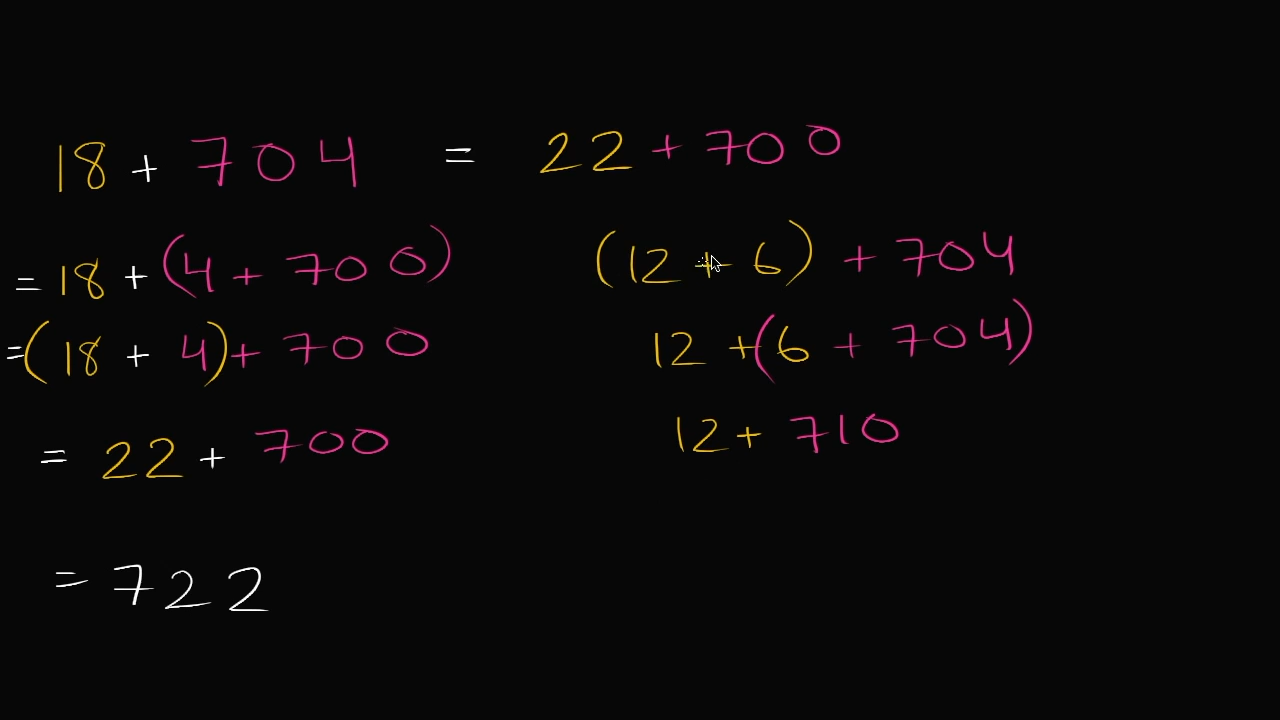 18 + 704 = 22 + 700
= 18 + (4 + 700)
= (18 + 4) + 700
= 22 + 700
= 722
(12 + 6) + 704
12 + (6 + 704)
12 + 710